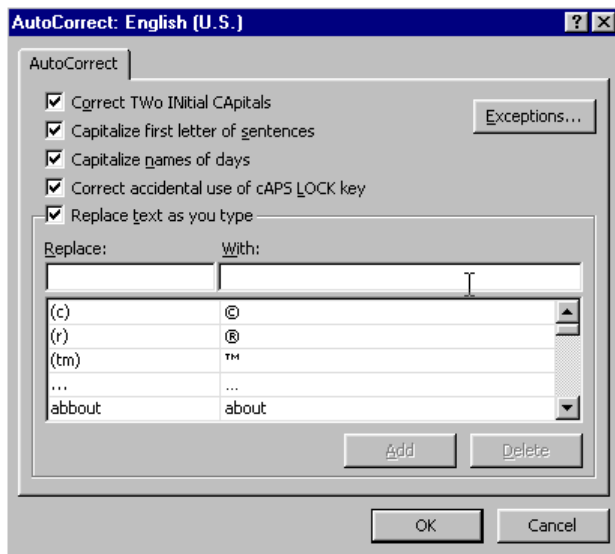 AutoCorrect: English (U.S.)
AutoCorrect
Correct TWo INitial CApitals
Exceptions...
Capitalize first letter of sentences
Capitalize names of days
Correct accidental use of cAPS LOCK key
Replace text as you type
Replace: With:
(c) ©
(r) ®
(tm) ™
... ...
abbout about
Add Delete
OK Cancel